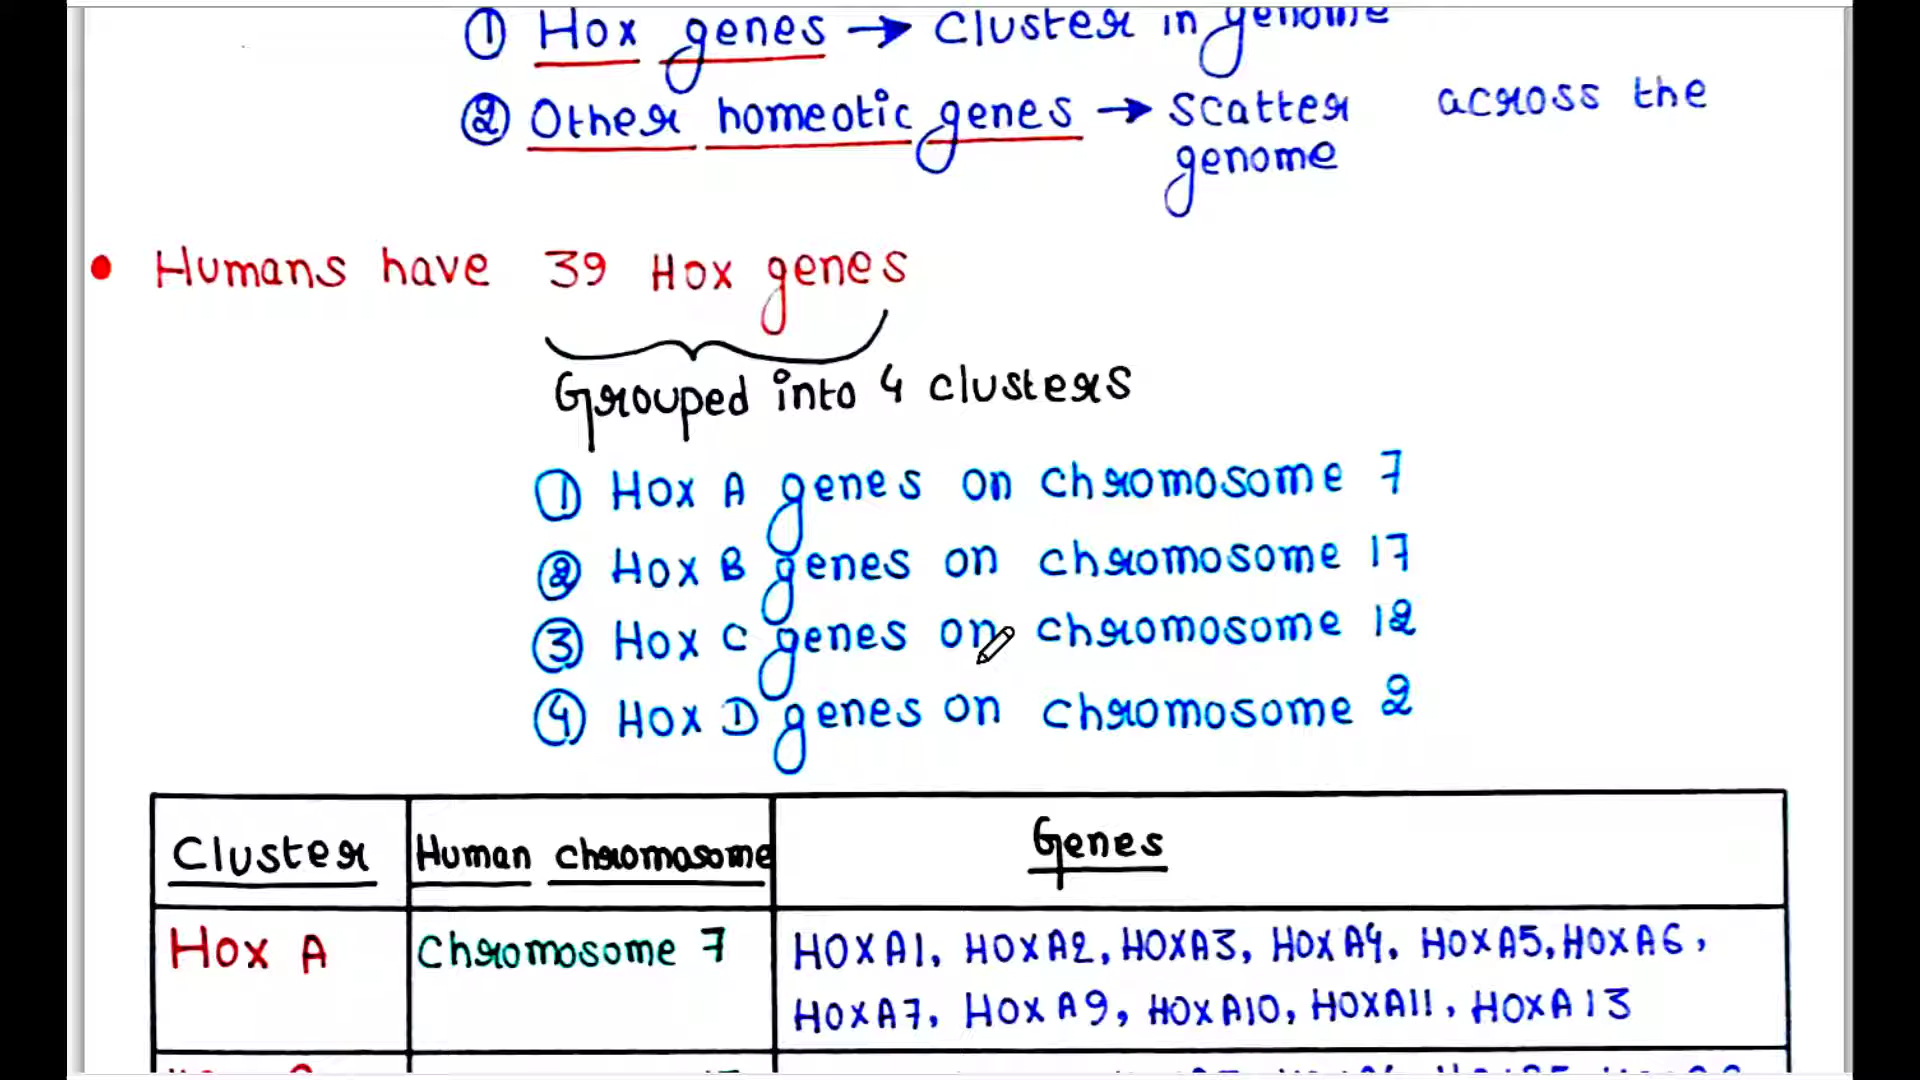 ① Hox genes → Cluster in genome
② Other homeotic genes → scatter across the
genome
• Humans have 39 Hox genes
Grouped into 4 clusters
① Hox A genes on chromosome 7
② Hox B genes on chromosome 17
③ Hox C genes on chromosome 12
④ Hox D genes on chromosome 2
Cluster Human chromosome Genes
Hox A Chromosome 7 HOXA1, HOXA2, HOXA3, HOXA4, HOXA5, HOXA6,
HOXA7, HOXA9, HOXA10, HOXA11, HOXA13